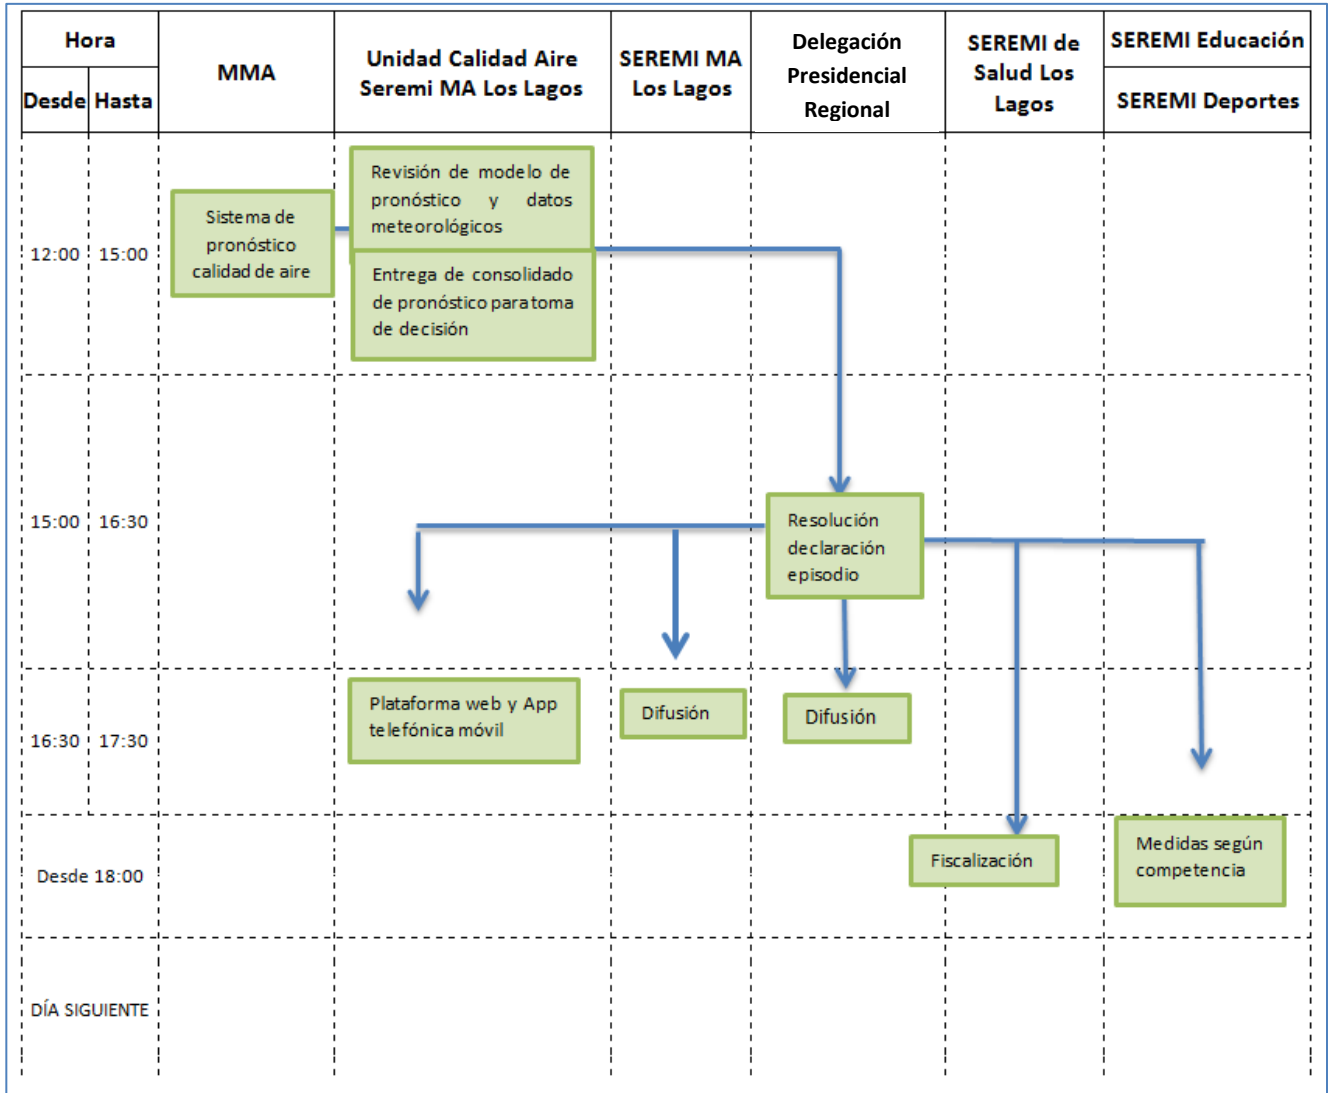 Hora
Desde Hasta
MMA
Unidad Calidad Aire
Seremi MA Los Lagos
SEREMI MA
Los Lagos
Delegación
Presidencial
Regional
SEREMI de
Salud Los
Lagos
SEREMI Educación
SEREMI Deportes
12:00 15:00
Sistema de
pronóstico
calidad de aire
Revisión de modelo de
pronóstico y datos
meteorológicos
Entrega de consolidado
de pronóstico para toma
de decisión
15:00 16:30
Resolución
declaración
episodio
16:30 17:30
Plataforma web y App
telefónica móvil
Difusión
Difusión
Desde 18:00
Fiscalización
Medidas según
competencia
DÍA SIGUIENTE